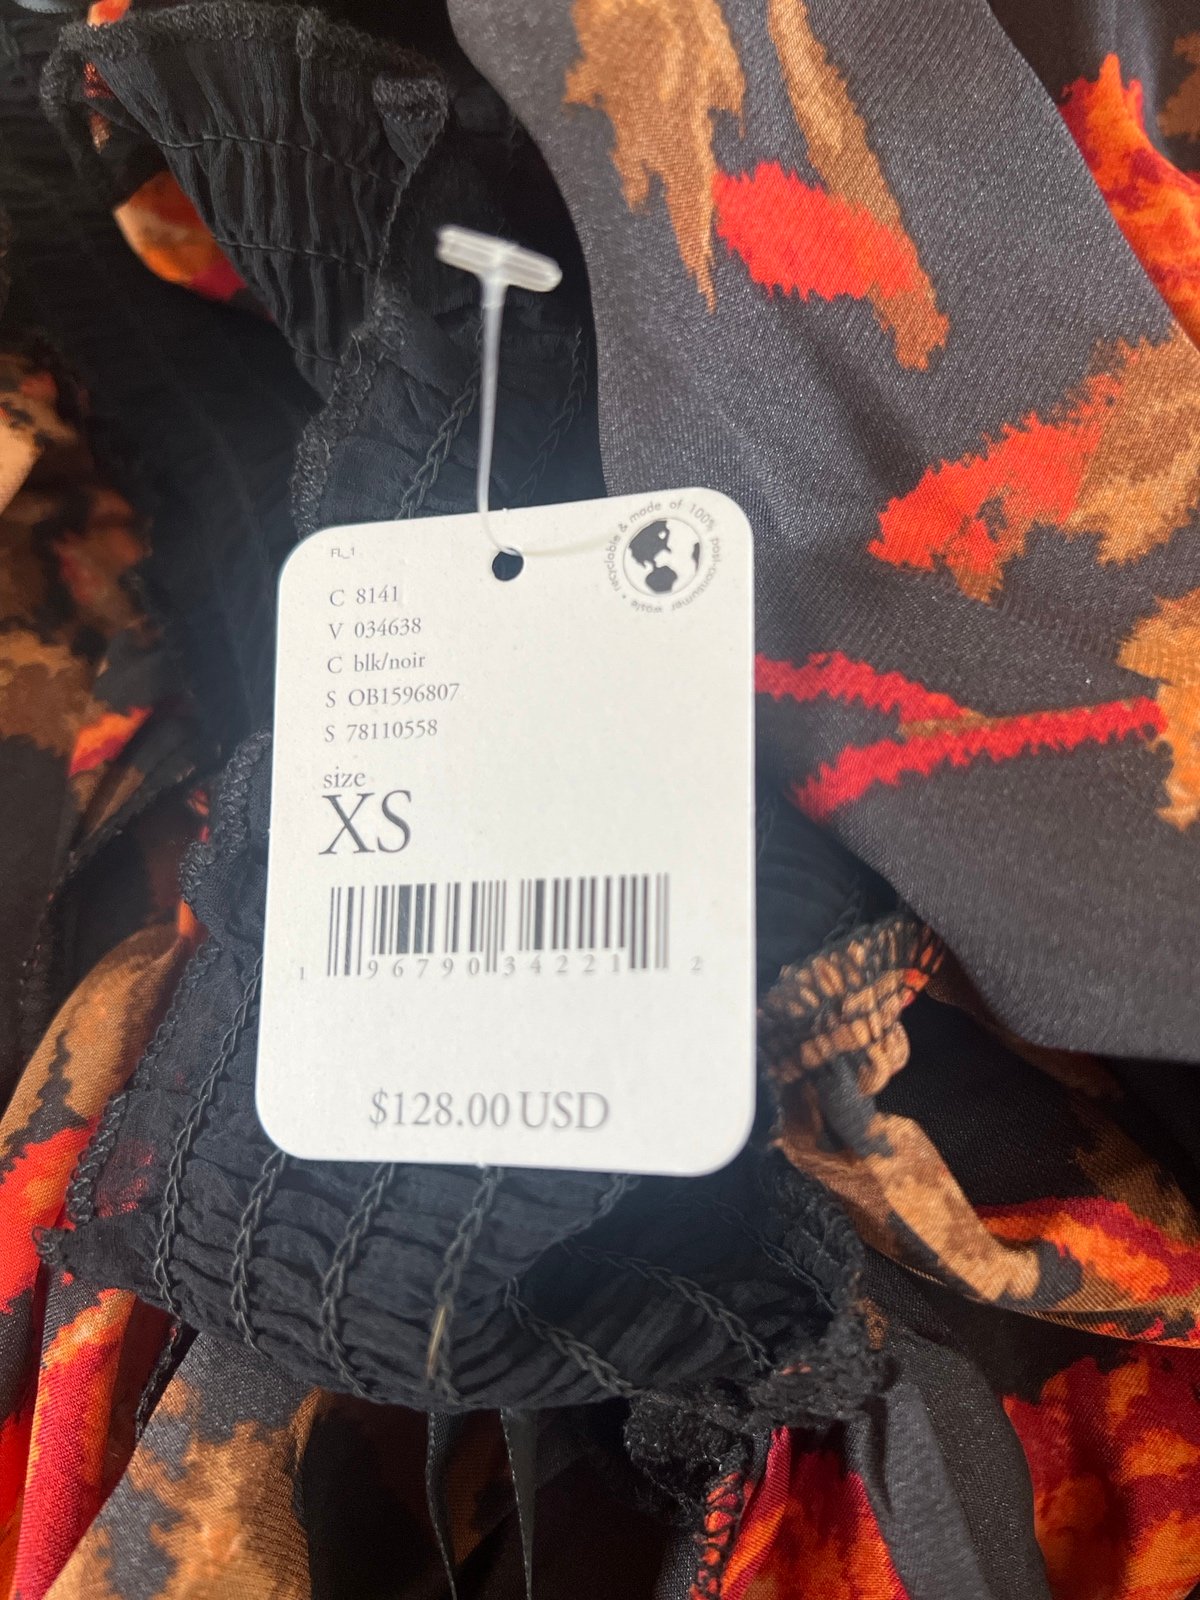 FL_1
• recyclable & made of 100% post-consumer waste
C 8141
V 034638
C blk/noir
S OB1596807
S 78110558
size
XS
1 96790 34221 2
$128.00 USD